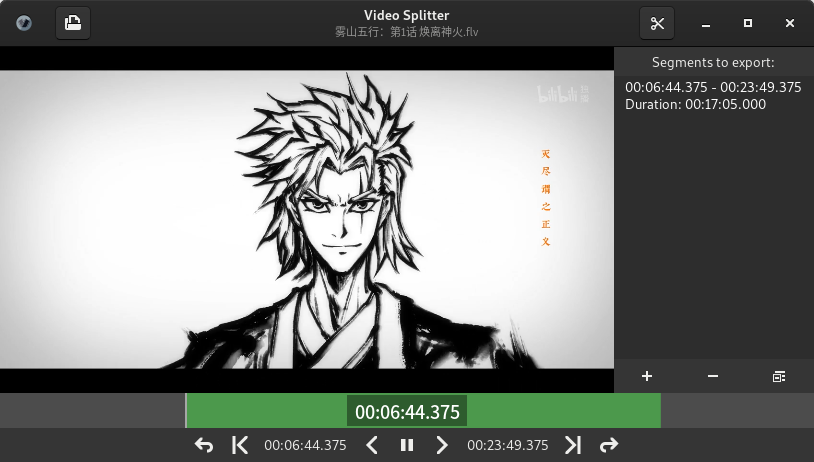 Video Splitter
雾山五行：第1话 焕离神火.flv
Segments to export:
00:06:44.375 - 00:23:49.375
Duration: 00:17:05.000
bilibili
灭尽谓之正义
00:06:44.375
00:06:44.375
00:23:49.375